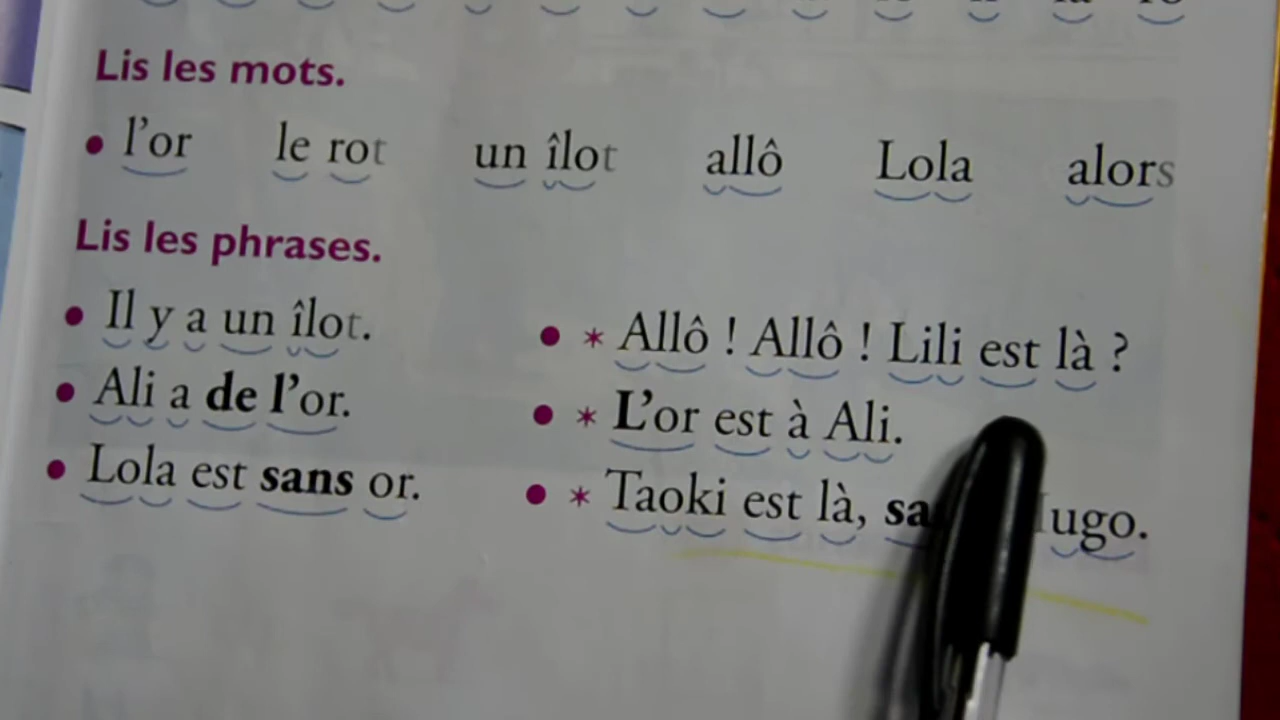 Lis les mots.
• l'or le rot un îlot allô Lola alors
Lis les phrases.
• Il y a un îlot.
• Ali a de l'or.
• Lola est sans or.
• * Allô ! Allô ! Lili est là ?
• * L'or est à Ali.
• * Taoki est là,